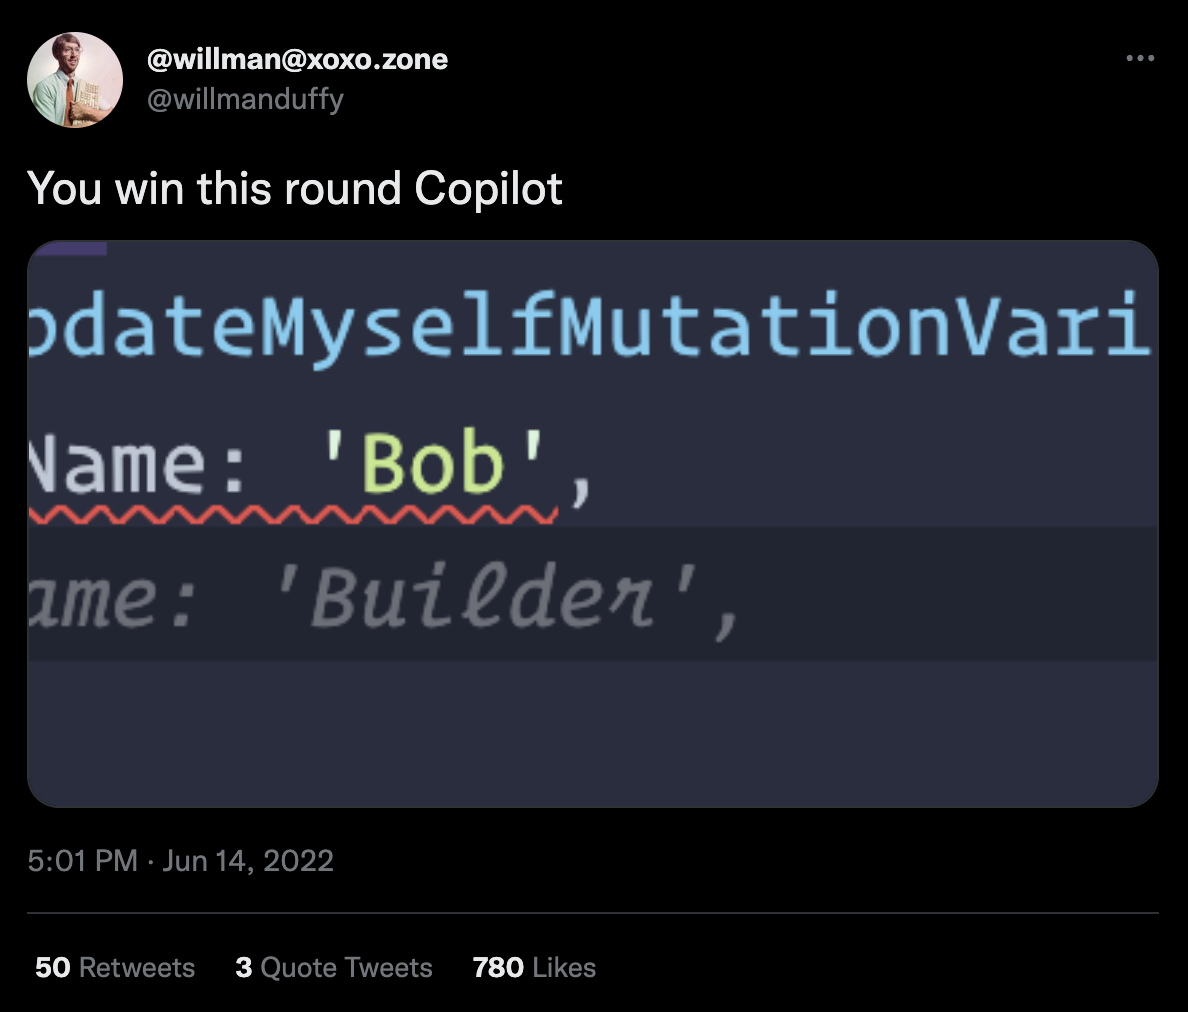 @willman@xoxo.zone
@willmanduffy
You win this round Copilot
pdateMyselfMutationVari
Name: 'Bob',
ame: 'Builder',
5:01 PM · Jun 14, 2022
50 Retweets 3 Quote Tweets 780 Likes